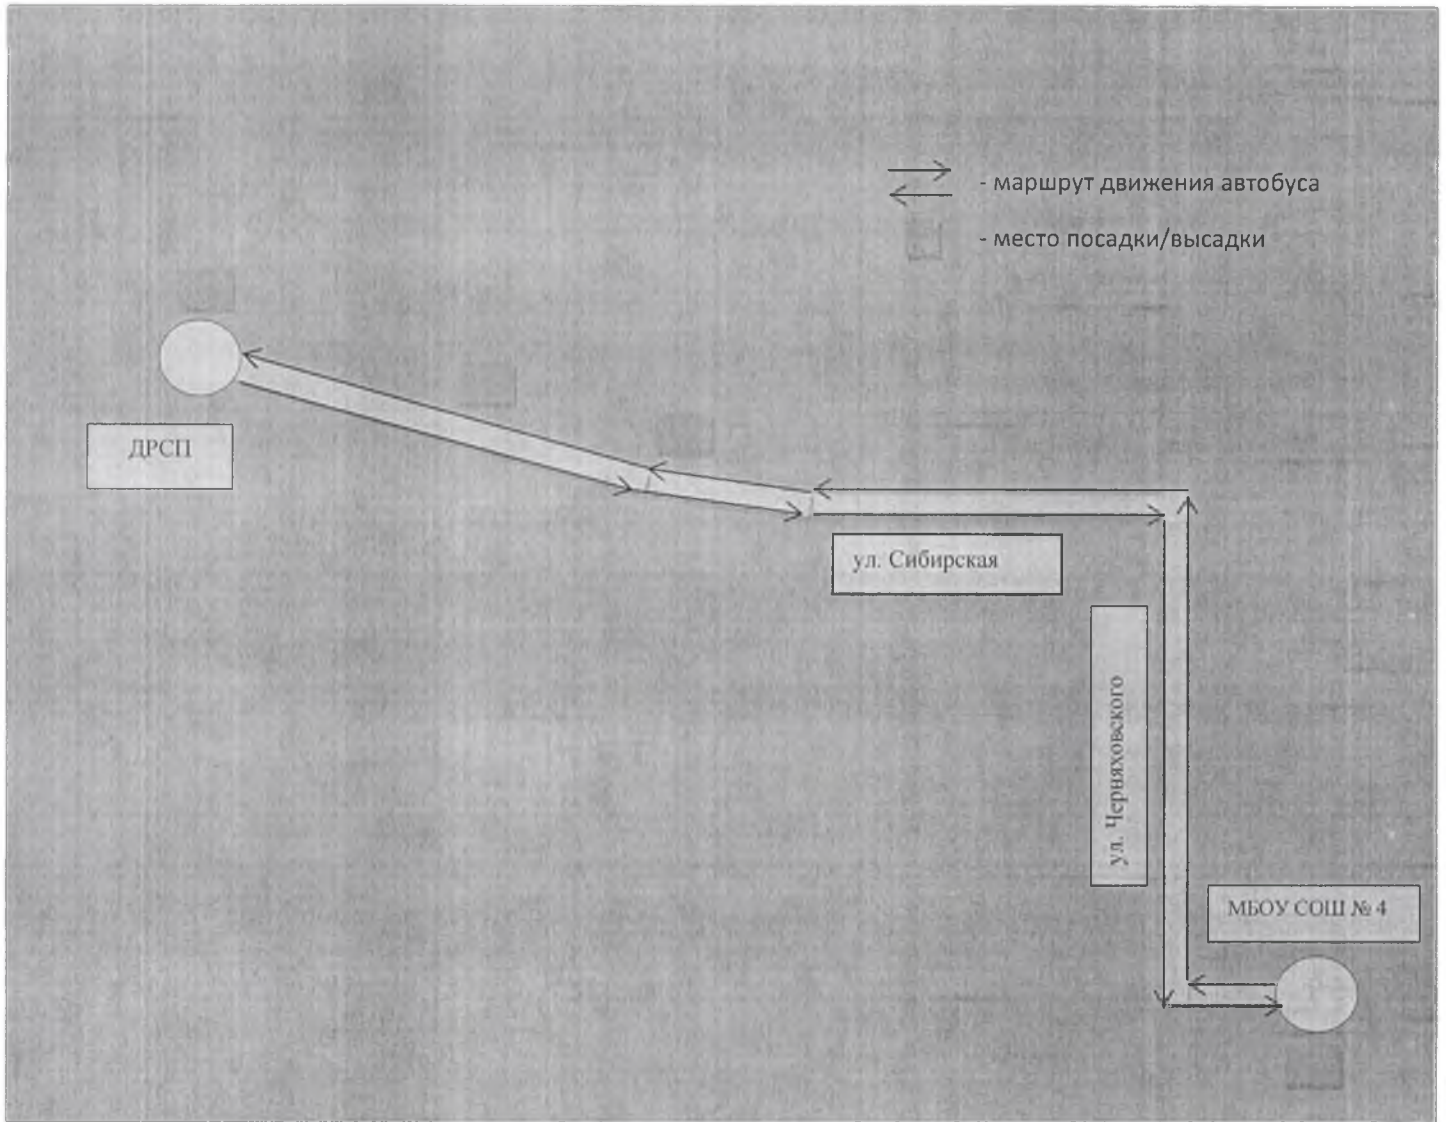 - маршрут движения автобуса
- место посадки/высадки
ДРСП
ул. Сибирская
ул. Черняховского
МБОУ СОШ № 4